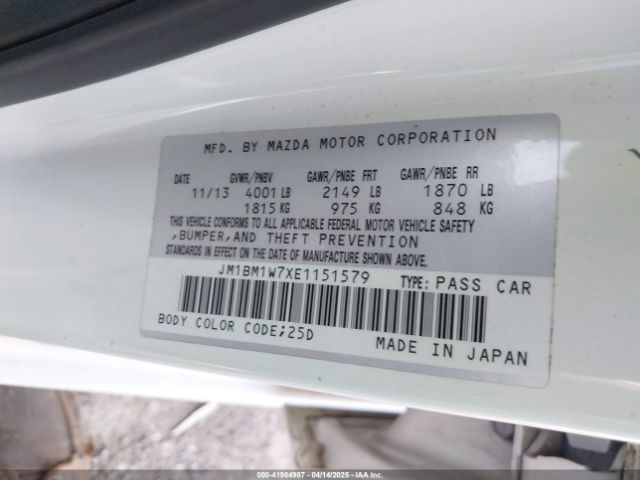 MFD. BY MAZDA MOTOR CORPORATION
DATE GVWR/PNBV GAWR/PNBE FRT GAWR/PNBE RR
11/13 4001 LB 2149 LB 1870 LB
1815 KG 975 KG 848 KG
THIS VEHICLE CONFORMS TO ALL APPLICABLE FEDERAL MOTOR VEHICLE SAFETY
,BUMPER,AND THEFT PREVENTION
STANDARDS IN EFFECT ON THE DATE OF MANUFACTURE SHOWN ABOVE.
JM1BM1W7XE1151579 TYPE: PASS CAR
BODY COLOR CODE;25D MADE IN JAPAN
000-41984987 - 04/14/2025 - IAAI, Inc.